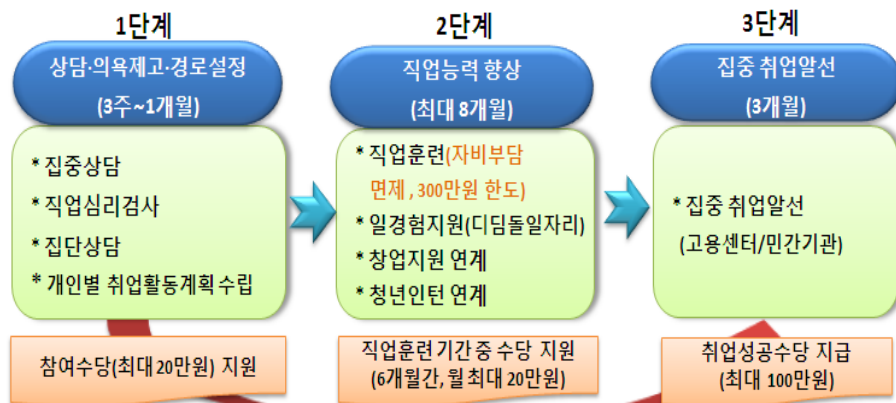 1단계
상담·의욕제고·경로설정
(3주~1개월)
* 집중상담
* 직업심리검사
* 집단상담
* 개인별 취업활동계획 수립
참여수당(최대 20만원) 지원
2단계
직업능력 향상
(최대 8개월)
* 직업훈련(자비부담
면제, 300만원 한도)
* 일경험지원(디딤돌일자리)
* 창업지원 연계
* 청년인턴 연계
직업훈련 기간 중 수당 지원
(6개월간, 월 최대 20만원)
3단계
집중 취업알선
(3개월)
* 집중 취업알선
(고용센터/민간기관)
취업성공수당 지급
(최대 100만원)